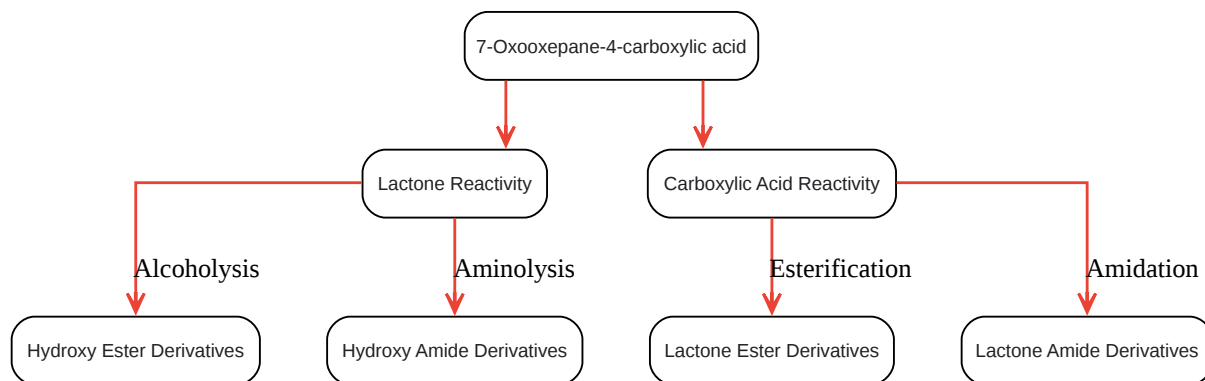 7-Oxooxepane-4-carboxylic acid
Lactone Reactivity
Carboxylic Acid Reactivity
Alcoholysis
Aminolysis
Esterification
Amidation
Hydroxy Ester Derivatives
Hydroxy Amide Derivatives
Lactone Ester Derivatives
Lactone Amide Derivatives